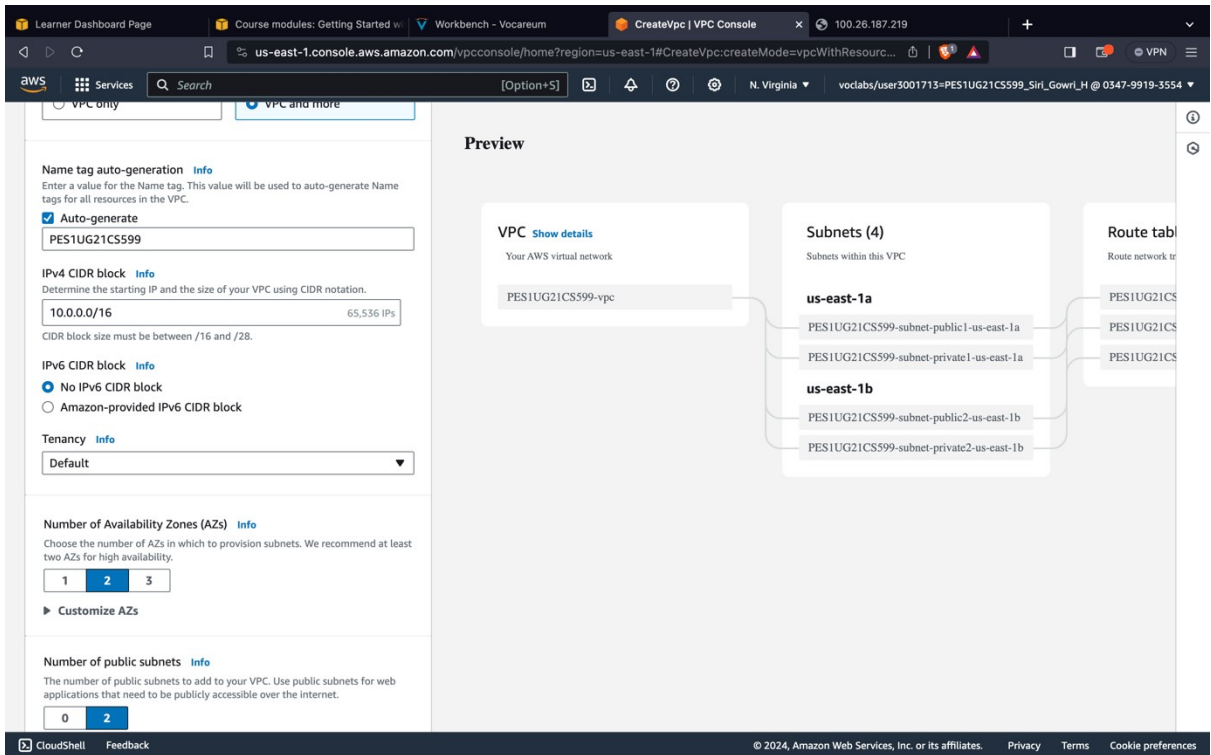 Learner Dashboard Page
Course modules: Getting Started wi
Workbench - Vocareum
CreateVpc | VPC Console
100.26.187.219
us-east-1.console.aws.amazon.com/vpcconsole/home?region=us-east-1#CreateVpc:createMode=vpcWithResourc...
VPN
aws
Services
Search
[Option+S]
N. Virginia
voclabs/user3001713=PES1UG21CS599_Siri_Gowri_H @ 0347-9919-3554
VPC only
VPC and more
Name tag auto-generation Info
Enter a value for the Name tag. This value will be used to auto-generate Name
tags for all resources in the VPC.
Auto-generate
PES1UG21CS599
IPv4 CIDR block Info
Determine the starting IP and the size of your VPC using CIDR notation.
10.0.0.0/16 65,536 IPs
CIDR block size must be between /16 and /28.
IPv6 CIDR block Info
No IPv6 CIDR block
Amazon-provided IPv6 CIDR block
Tenancy Info
Default
Number of Availability Zones (AZs) Info
Choose the number of AZs in which to provision subnets. We recommend at least
two AZs for high availability.
1 2 3
Customize AZs
Number of public subnets Info
The number of public subnets to add to your VPC. Use public subnets for web
applications that need to be publicly accessible over the internet.
0 2
Preview
VPC Show details
Your AWS virtual network
PES1UG21CS599-vpc
Subnets (4)
Subnets within this VPC
us-east-1a
PES1UG21CS599-subnet-public1-us-east-1a
PES1UG21CS599-subnet-private1-us-east-1a
us-east-1b
PES1UG21CS599-subnet-public2-us-east-1b
PES1UG21CS599-subnet-private2-us-east-1b
Route tabl
Route network tr
PES1UG21CS
PES1UG21CS
PES1UG21CS
CloudShell Feedback
© 2024, Amazon Web Services, Inc. or its affiliates. Privacy Terms Cookie preferences